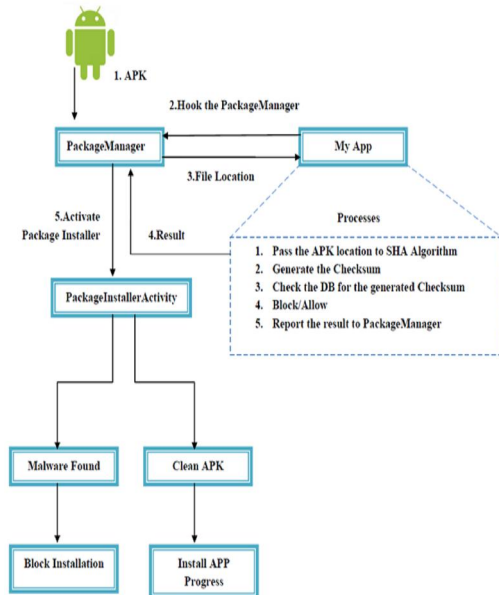 1. APK
2.Hook the PackageManager
PackageManager
My App
3.File Location
5.Activate
Package Installer
4.Result
Processes
1. Pass the APK location to SHA Algorithm
2. Generate the Checksum
3. Check the DB for the generated Checksum
4. Block/Allow
5. Report the result to PackageManager
PackageInstallerActivity
Malware Found
Clean APK
Block Installation
Install APP
Progress